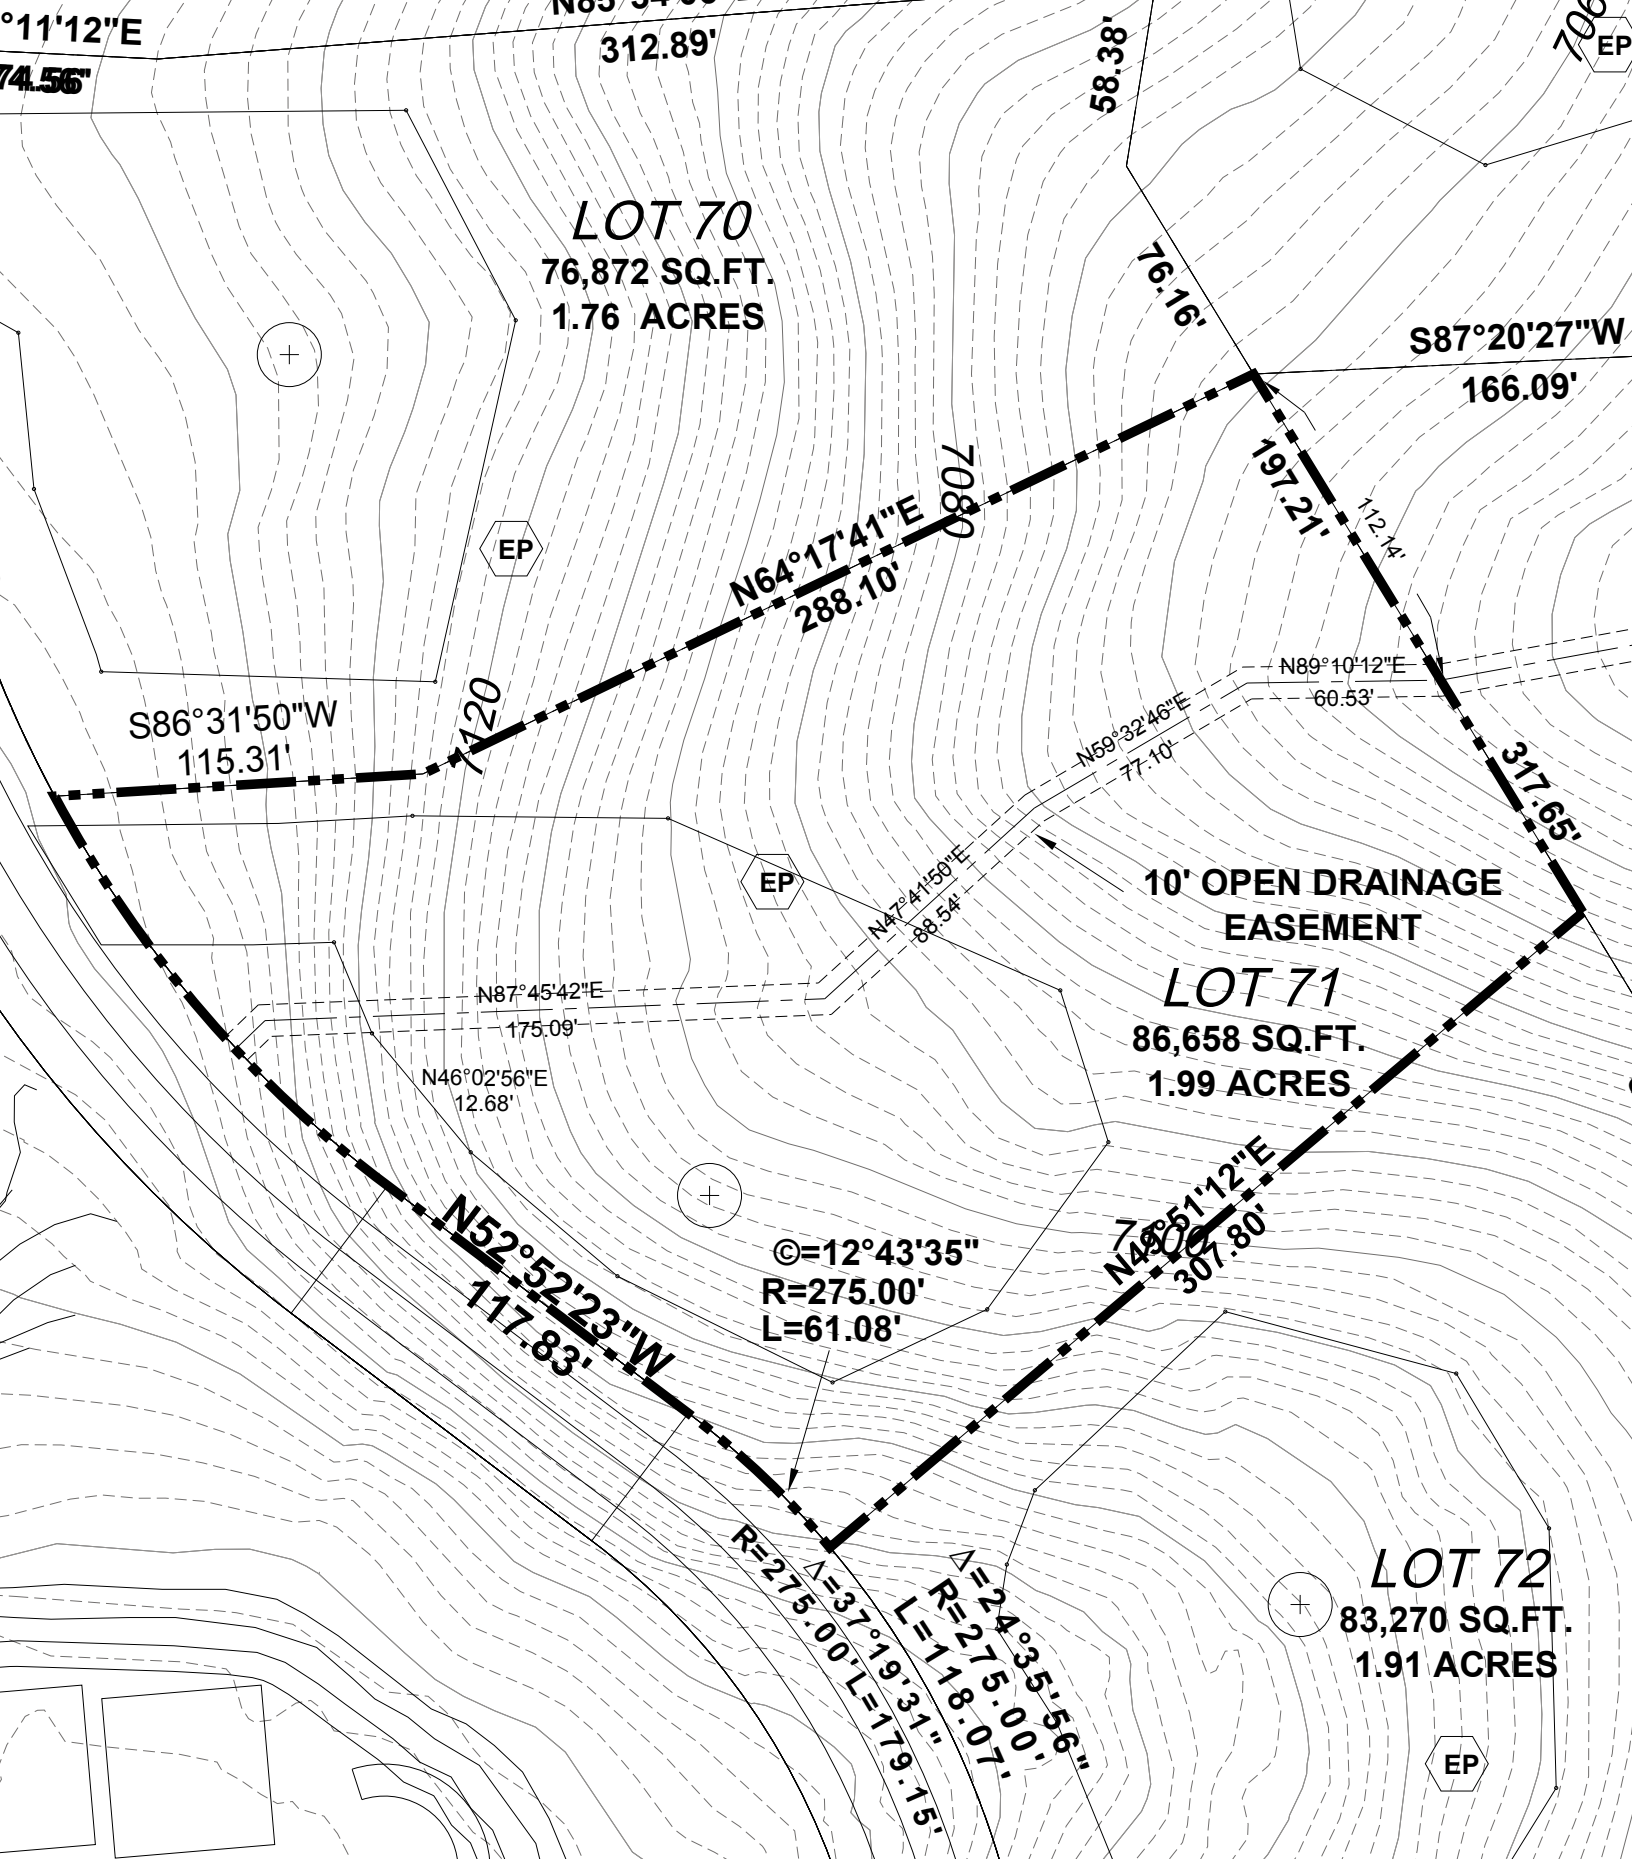 °11'12"E
312.89'
58.38'
EP
LOT 70
76,872 SQ.FT.
1.76 ACRES
76.16'
S87°20'27"W
166.09'
197.21'
112.14'
7080
N64°17'41"E
288.10'
EP
7120
S86°31'50"W
115.31'
N89°10'12"E
60.53'
N59°32'46"E
77.10'
317.65'
N47°41'50"E
88.54'
EP
10' OPEN DRAINAGE
EASEMENT
LOT 71
86,658 SQ.FT.
1.99 ACRES
N87°45'42"E
175.09'
N46°02'56"E
12.68'
N52°52'23"W
117.83'
©=12°43'35"
R=275.00'
L=61.08'
307.80'
Δ=37°19'31"
R=275.00' L=179.15'
Δ=24°35'56"
R=275.00'
L=118.07'
LOT 72
83,270 SQ.FT.
1.91 ACRES
EP